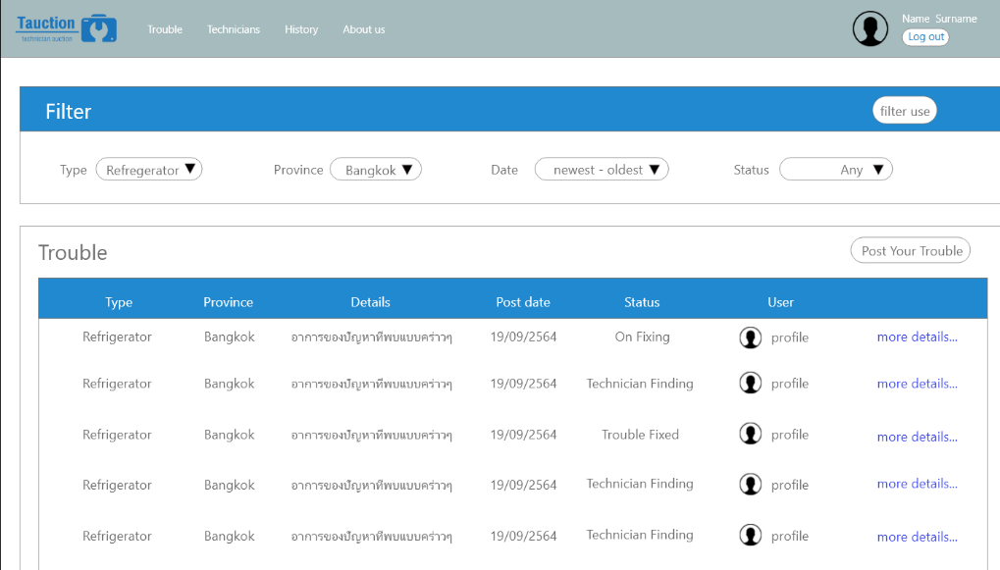 Tauction
technician auction
Trouble Technicians History About us
Name Surname
Log out
Filter
filter use
Type Refregerator Province Bangkok Date newest - oldest Status Any
Trouble
Post Your Trouble
Type Province Details Post date Status User
Refrigerator Bangkok อาการของปัญหาที่พบแบบคร่าวๆ 19/09/2564 On Fixing profile more details...
Refrigerator Bangkok อาการของปัญหาที่พบแบบคร่าวๆ 19/09/2564 Technician Finding profile more details...
Refrigerator Bangkok อาการของปัญหาที่พบแบบคร่าวๆ 19/09/2564 Trouble Fixed profile more details...
Refrigerator Bangkok อาการของปัญหาที่พบแบบคร่าวๆ 19/09/2564 Technician Finding profile more details...
Refrigerator Bangkok อาการของปัญหาที่พบแบบคร่าวๆ 19/09/2564 Technician Finding profile more details...